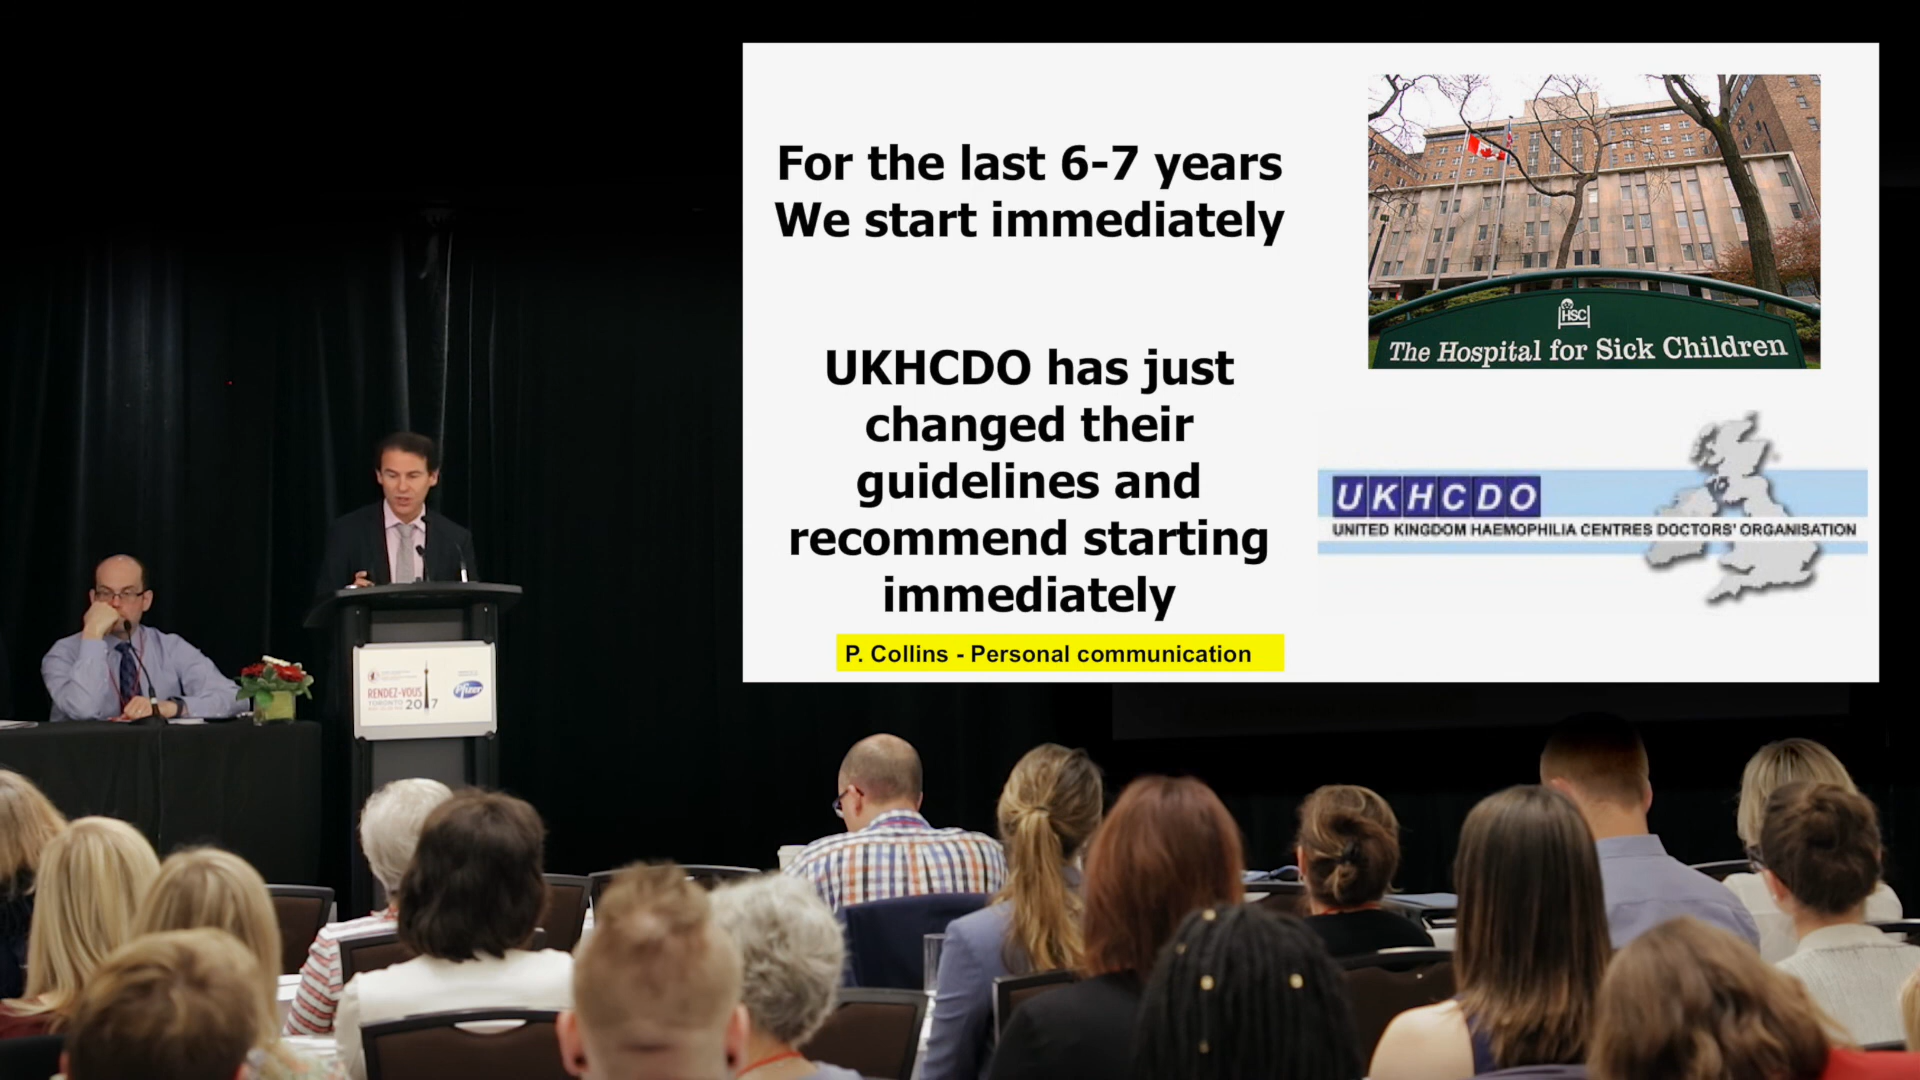 For the last 6-7 years
We start immediately
UKHCDO has just
changed their
guidelines and
recommend starting
immediately
P. Collins - Personal communication
HSC
The Hospital for Sick Children
UKHCDO
UNITED KINGDOM HAEMOPHILIA CENTRES DOCTORS' ORGANISATION
RENDEZ-VOUS
TORONTO
2017
Pfizer